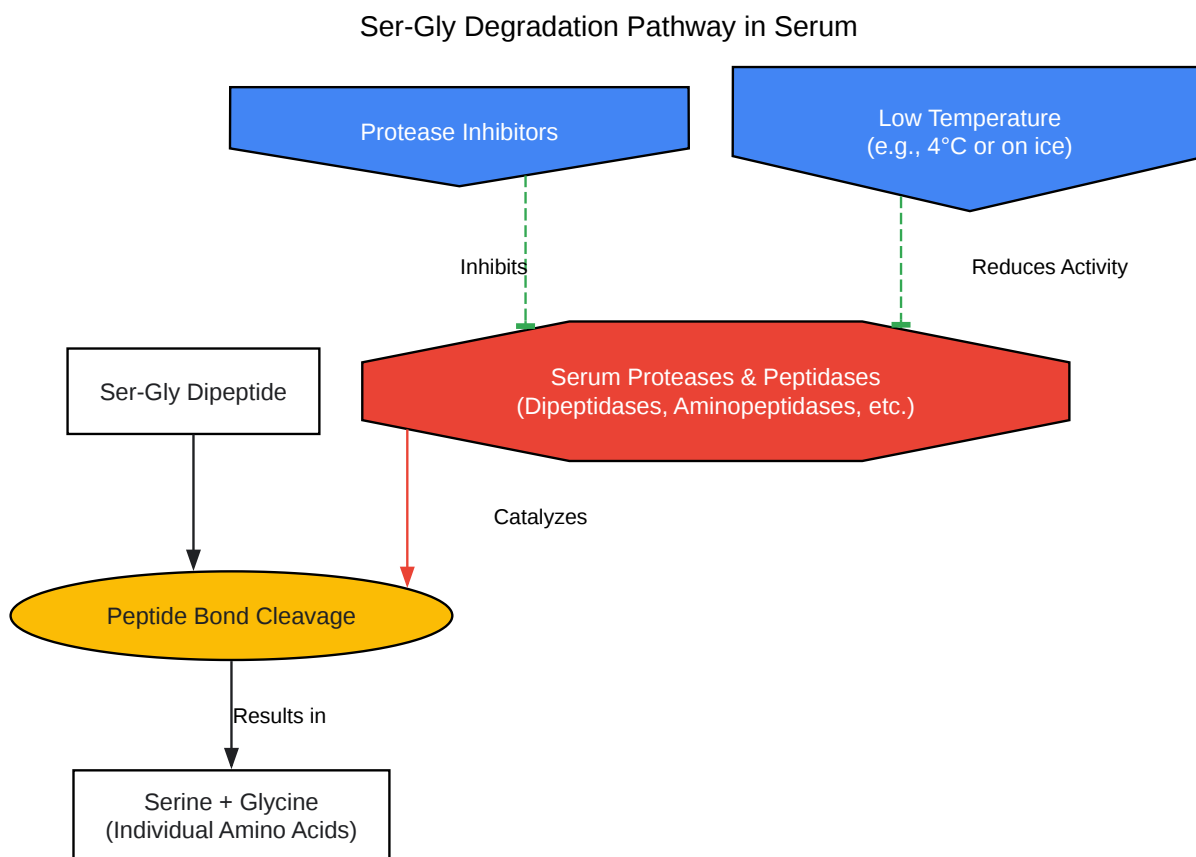 Ser-Gly Degradation Pathway in Serum
Protease Inhibitors
Low Temperature
(e.g., 4°C or on ice)
Inhibits
Reduces Activity
Ser-Gly Dipeptide
Serum Proteases & Peptidases
(Dipeptidases, Aminopeptidases, etc.)
Catalyzes
Peptide Bond Cleavage
Results in
Serine + Glycine
(Individual Amino Acids)